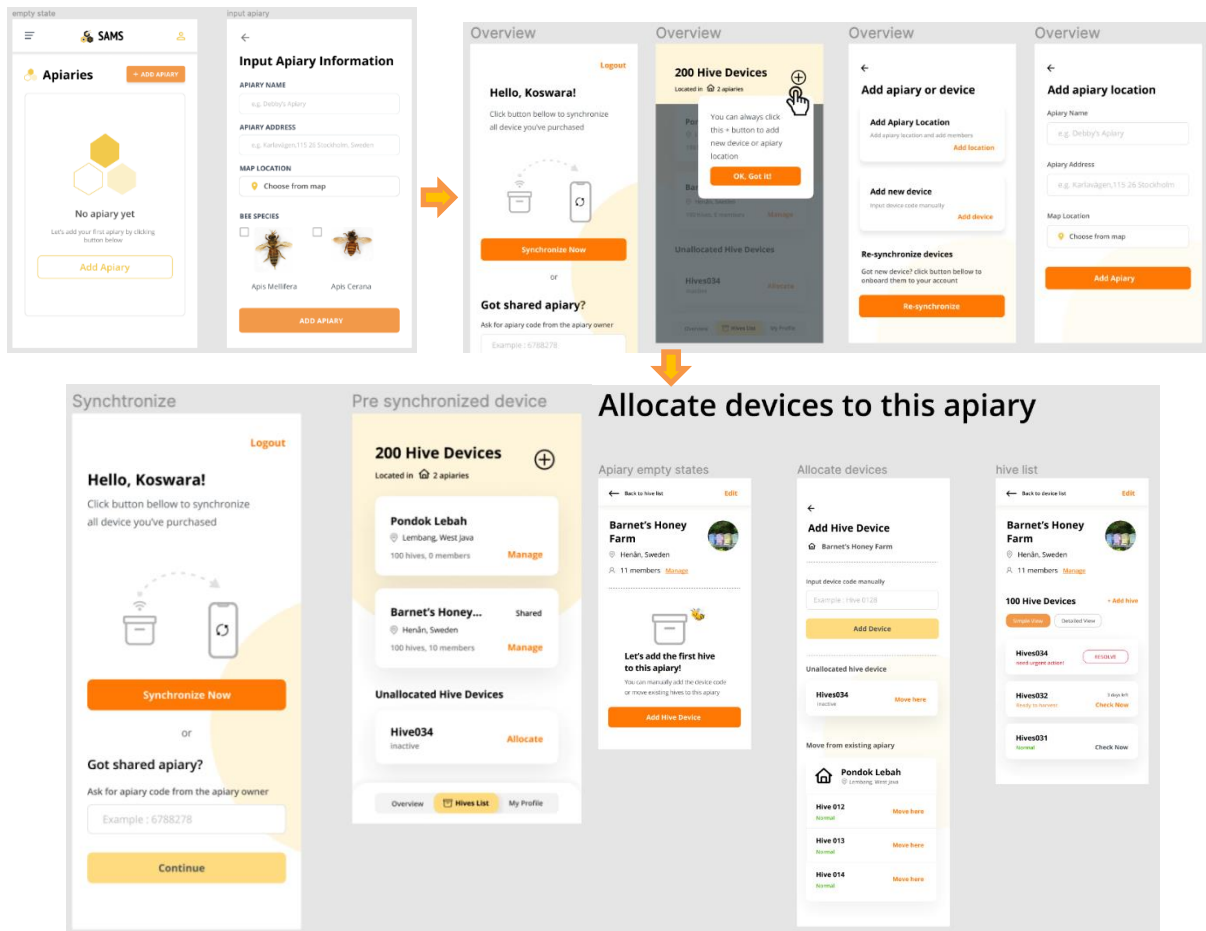 empty state
SAMS
Apiaries
+ ADD APIARY
No apiary yet
Let's add your first apiary by clicking
button below
Add Apiary
input apiary
Input Apiary Information
APIARY NAME
e.g, Debby's Apiary
APIARY ADDRESS
e.g. Karlavägen,115 26 Stockholm, Sweden
MAP LOCATION
Choose from map
BEE SPECIES
Apis Mellifera
Apis Cerana
ADD APIARY
Overview
Logout
Hello, Koswara!
Click button bellow to synchronize
all device you've purchased
Synchronize Now
or
Got shared apiary?
Ask for apiary code from the apiary owner
Example : 6788278
Overview
200 Hive Devices
Located in 2 apiaries
You can always click
this + button to add
new device or apiary
location
OK, Got it!
Manage
Unallocated Hive Devices
Hives034
inactive
Allocate
Overview
Hives List
My Profile
Overview
Add apiary or device
Add Apiary Location
Add apiary location and add members
Add location
Add new device
Input device code manually
Add device
Re-synchronize devices
Got new device? click button bellow to
onboard them to your account
Re-synchronize
Overview
Add apiary location
Apiary Name
e.g. Debby's Apiary
Apiary Address
e.g. Karlavägen,115 26 Stockholm
Map Location
Choose from map
Add Apiary
Synchtronize
Logout
Hello, Koswara!
Click button bellow to synchronize
all device you've purchased
Synchronize Now
or
Got shared apiary?
Ask for apiary code from the apiary owner
Example : 6788278
Continue
Pre synchronized device
200 Hive Devices
Located in 2 apiaries
Pondok Lebah
Lembang, West Java
100 hives, 0 members
Manage
Barnet's Honey...
Shared
Henån, Sweden
100 hives, 10 members
Manage
Unallocated Hive Devices
Hive034
inactive
Allocate
Overview
Hives List
My Profile
Allocate devices to this apiary
Apiary empty states
Back to hive list
Edit
Barnet's Honey
Farm
Henån, Sweden
11 members Manage
Let's add the first hive
to this apiary!
You can manually add the device code
or move existing hives to this apiary
Add Hive Device
Allocate devices
Add Hive Device
Barnet's Honey Farm
Input device code manually
Example : Hive 0128
Add Device
Unallocated hive device
Hives034
inactive
Move here
Move from existing apiary
Pondok Lebah
Lembang, West Java
Hive 012
Normal
Move here
Hive 013
Normal
Move here
Hive 014
Normal
Move here
hive list
Back to device list
Edit
Barnet's Honey
Farm
Henån, Sweden
11 members Manage
100 Hive Devices
+ Add hive
Simple View
Detailed View
Hives034
need urgent action!
RESOLVE
Hives032
Ready to harvest
3 days left
Check Now
Hives031
Normal
Check Now